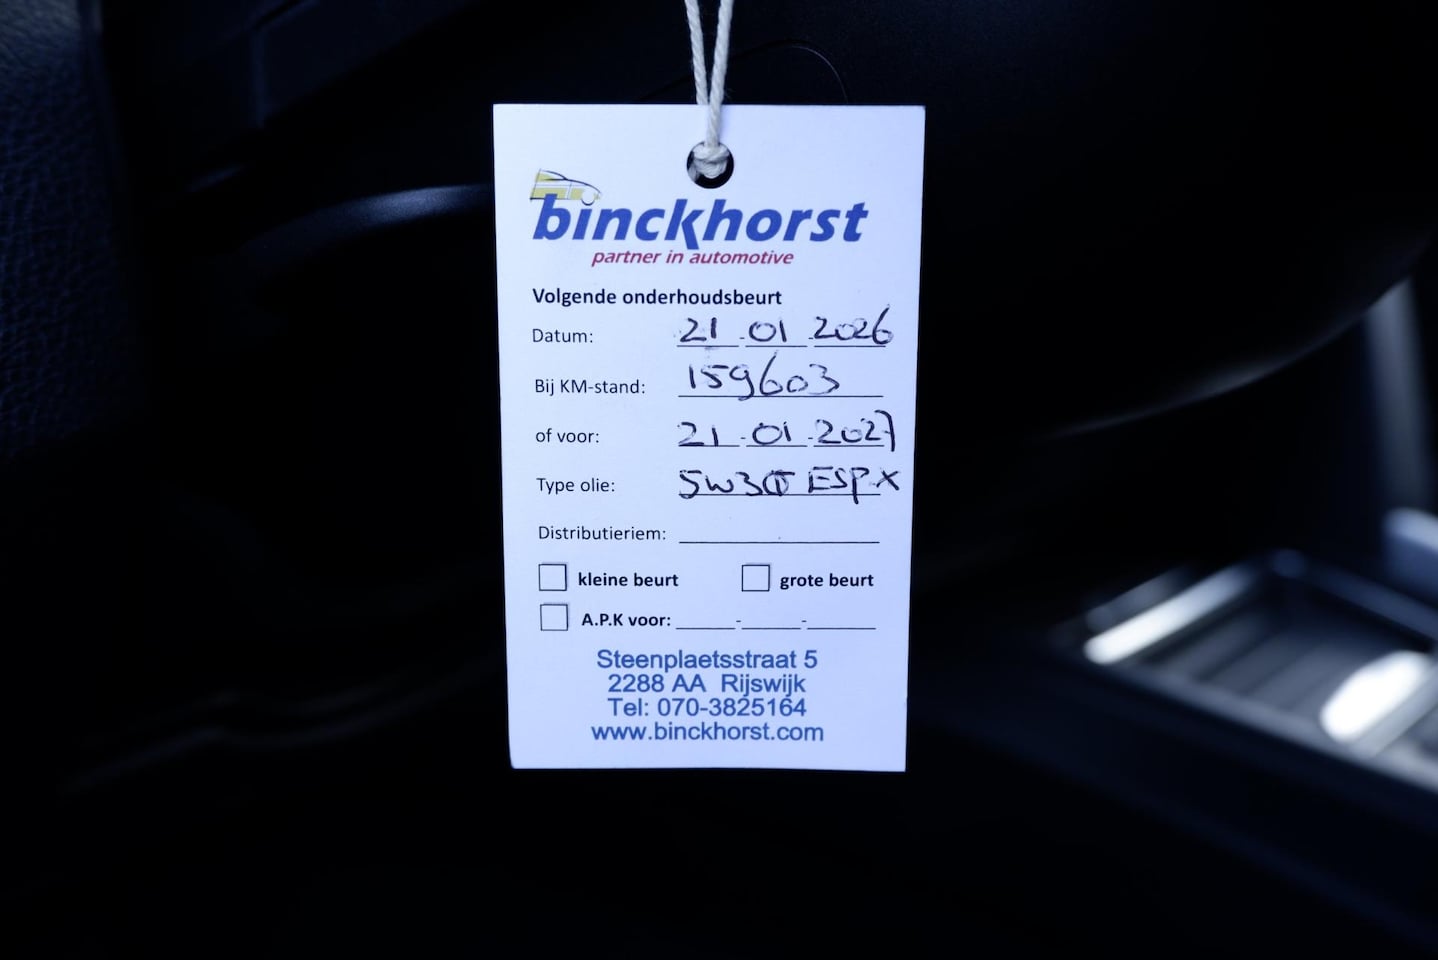 binckhorst
partner in automotive
Volgende onderhoudsbeurt
Datum: 21-01-2026
Bij KM-stand: 159603
of voor: 21-01-2027
Type olie: 5W30 ESP X
Distributieriem:
kleine beurt grote beurt
A.P.K voor: - -
Steenplaetsstraat 5
2288 AA Rijswijk
Tel: 070-3825164
www.binckhorst.com